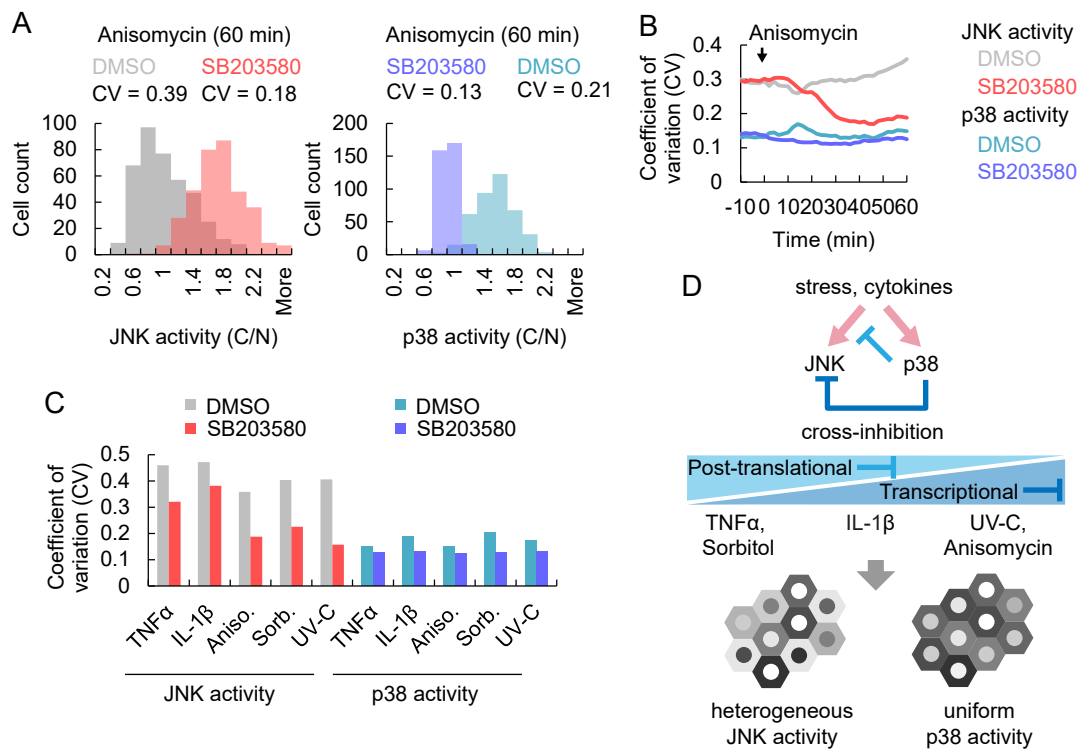 A
Anisomycin (60 min)
DMSO SB203580
CV = 0.39 CV = 0.18
Cell count
100
80
60
40
20
0
0.2
0.6
1
1.4
1.8
2.2
More
JNK activity (C/N)
Anisomycin (60 min)
SB203580 DMSO
CV = 0.13 CV = 0.21
Cell count
200
150
100
50
0
0.2
0.6
1
1.4
1.8
2.2
More
p38 activity (C/N)
B
Anisomycin
Coefficient of
variation (CV)
0.4
0.3
0.2
0.1
0
-10 0 102030405060
Time (min)
JNK activity
DMSO
SB203580
p38 activity
DMSO
SB203580
C
DMSO
SB203580
DMSO
SB203580
Coefficient of
variation (CV)
0.5
0.4
0.3
0.2
0.1
0
TNFα
IL-1β
Aniso.
Sorb.
UV-C
TNFα
IL-1β
Aniso.
Sorb.
UV-C
JNK activity
p38 activity
D
stress, cytokines
JNK p38
cross-inhibition
Post-translational
Transcriptional
TNFα,
Sorbitol
IL-1β
UV-C,
Anisomycin
heterogeneous
JNK activity
uniform
p38 activity